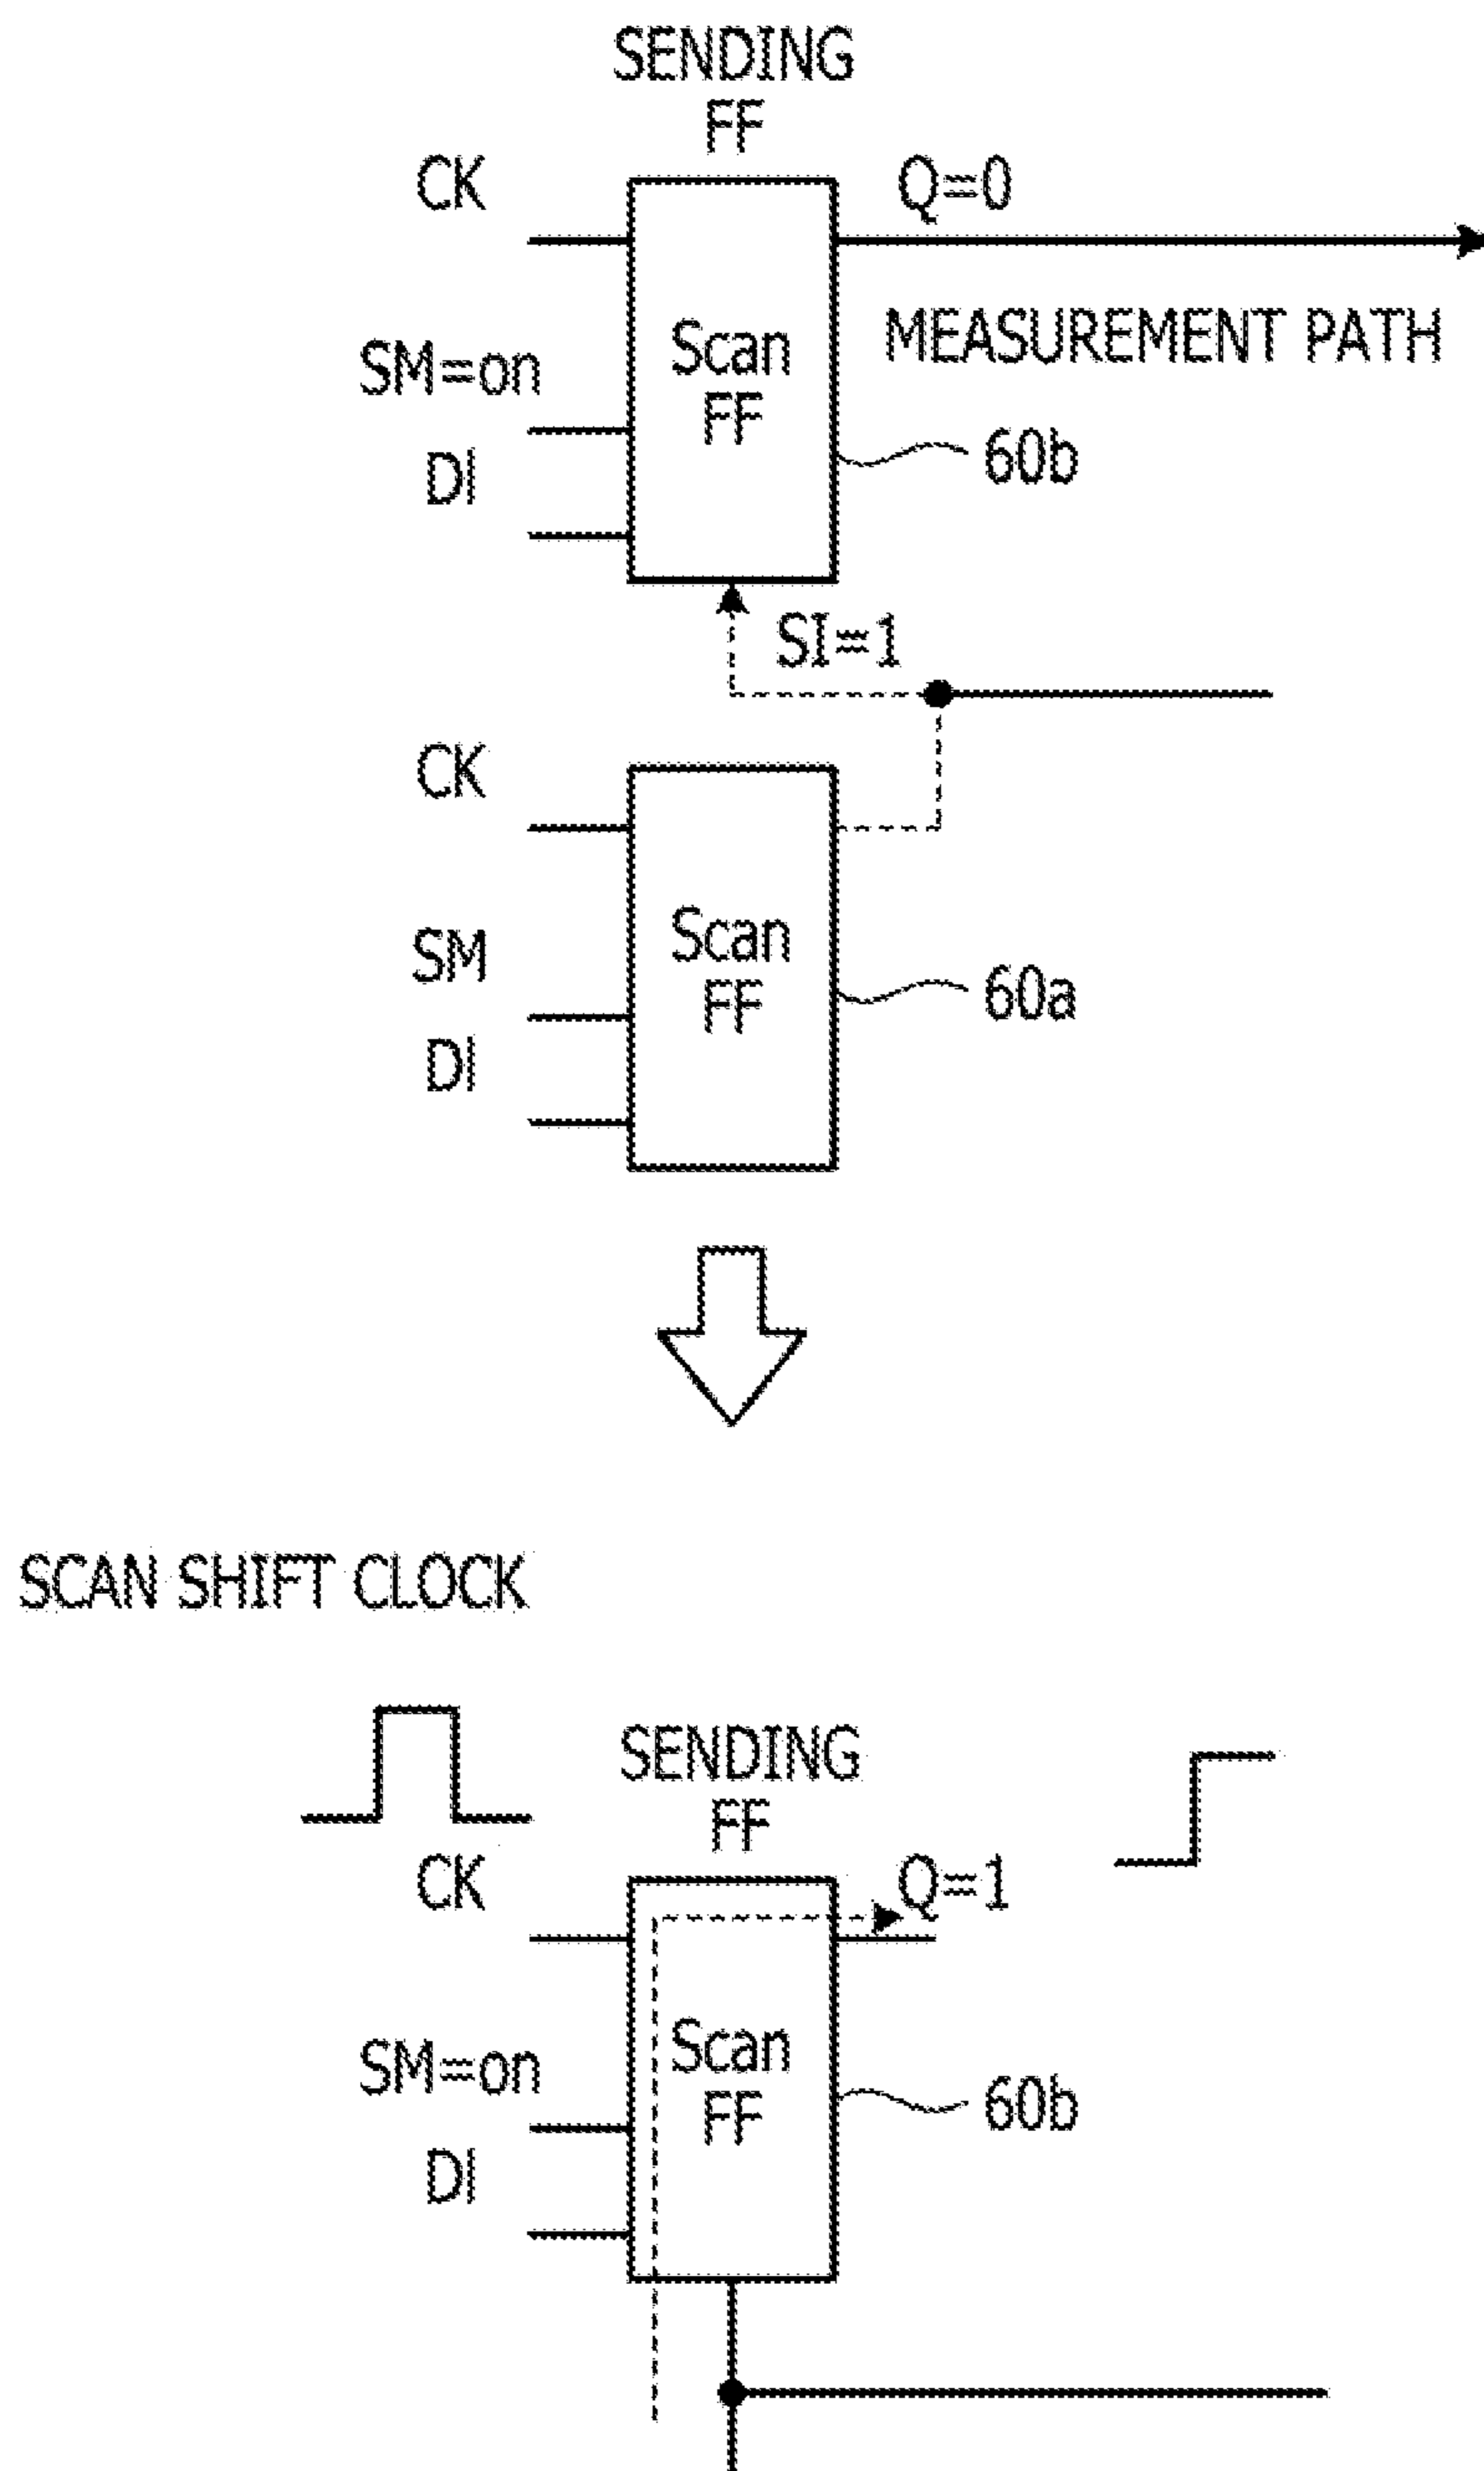 SENDING
FF
CK
Q=0
Scan
FF
MEASUREMENT PATH
SM=on
60b
DI
SI=1
CK
Scan
FF
SM
60a
DI
SCAN SHIFT CLOCK
SENDING
FF
CK
Q=1
Scan
FF
SM=on
60b
DI